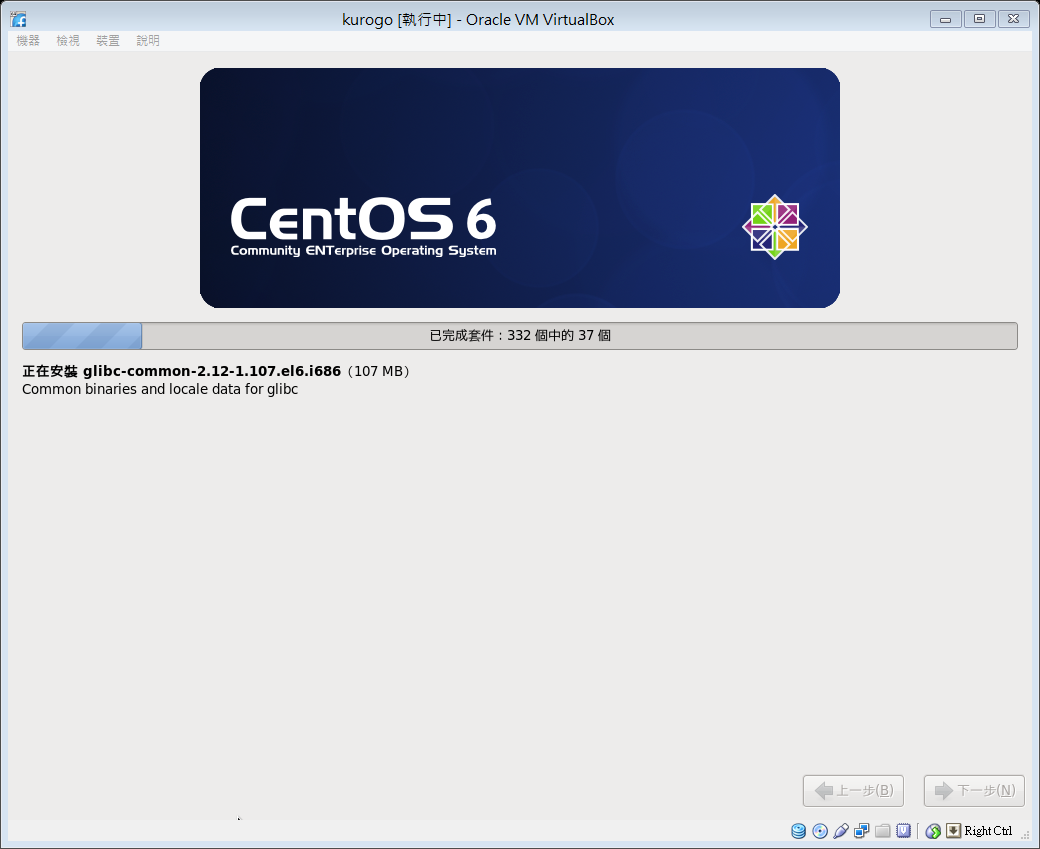 kurogo [執行中] - Oracle VM VirtualBox
機器 檢視 裝置 說明
CentOS 6
Community ENTerprise Operating System
已完成套件：332 個中的 37 個
正在安裝 glibc-common-2.12-1.107.el6.i686（107 MB）
Common binaries and locale data for glibc
上一步(B) 下一步(N)
Right Ctrl